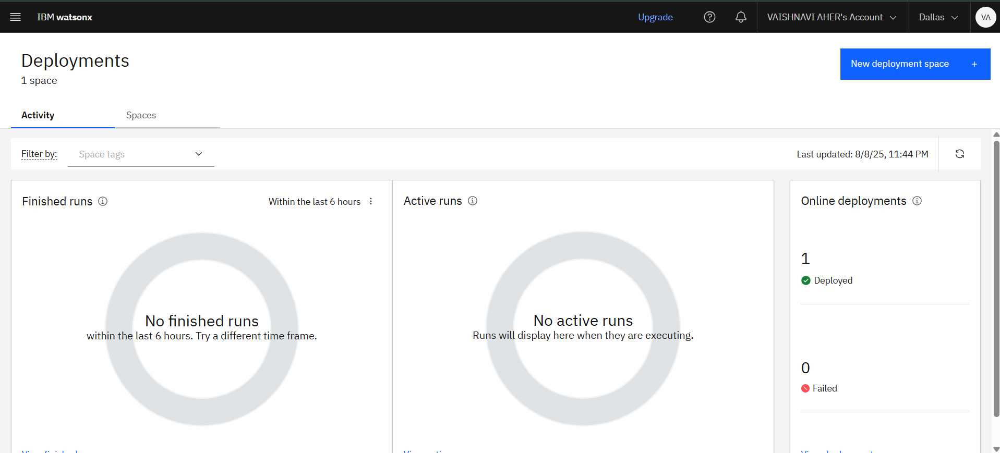 IBM watsonx
Upgrade
VAISHNAVI AHER's Account
Dallas
VA
Deployments
1 space
New deployment space +
Activity
Spaces
Filter by:
Space tags
Last updated: 8/8/25, 11:44 PM
Finished runs
Within the last 6 hours
No finished runs
within the last 6 hours. Try a different time frame.
Active runs
No active runs
Runs will display here when they are executing.
Online deployments
1
Deployed
0
Failed